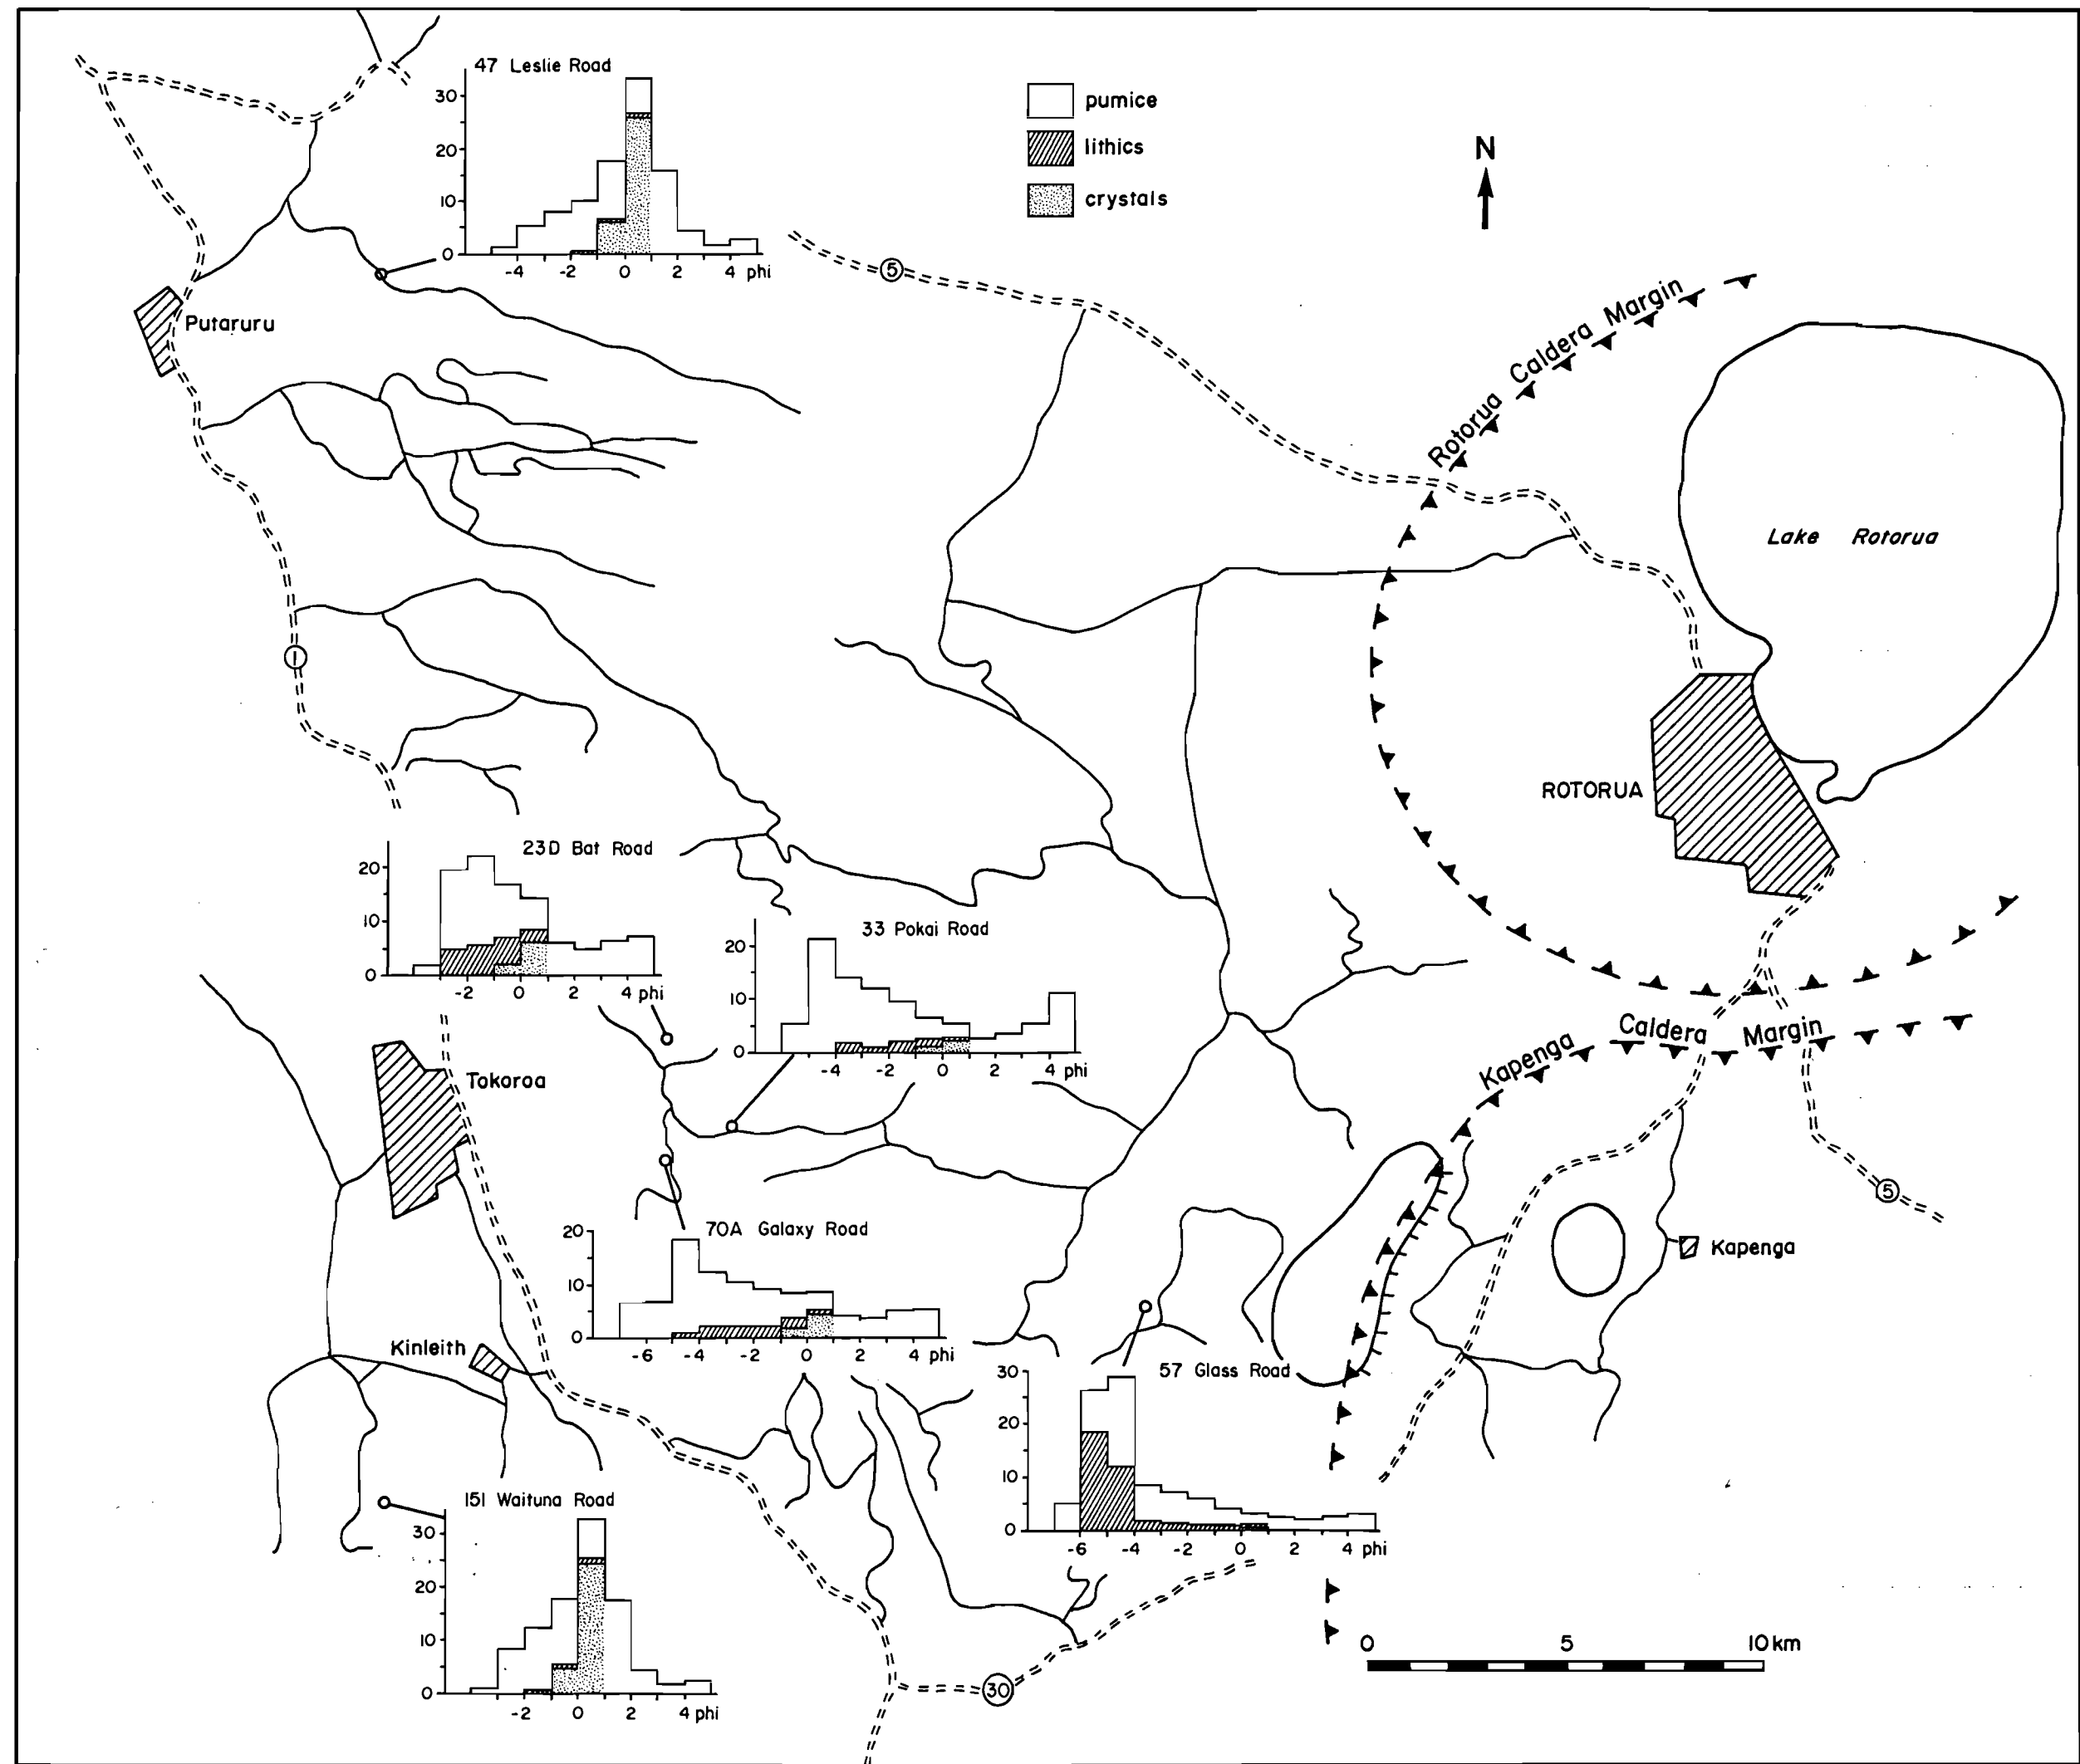 47 Leslie Road
30
20
10
0
-4 -2 0 2 4 phi
pumice
lithics
crystals
N
5
Rotorua Caldera Margin
Putaruru
Lake Rotorua
1
ROTORUA
23D Bat Road
20
10
0
-2 0 2 4 phi
33 Pokai Road
20
10
0
-4 -2 0 2 4 phi
Kapenga Caldera Margin
Tokoroa
5
Kapenga
70A Galaxy Road
20
10
0
-6 -4 -2 0 2 4 phi
Kinleith
57 Glass Road
30
20
10
0
-6 -4 -2 0 2 4 phi
151 Waituna Road
30
20
10
0
-2 0 2 4 phi
30
0 5 10 km